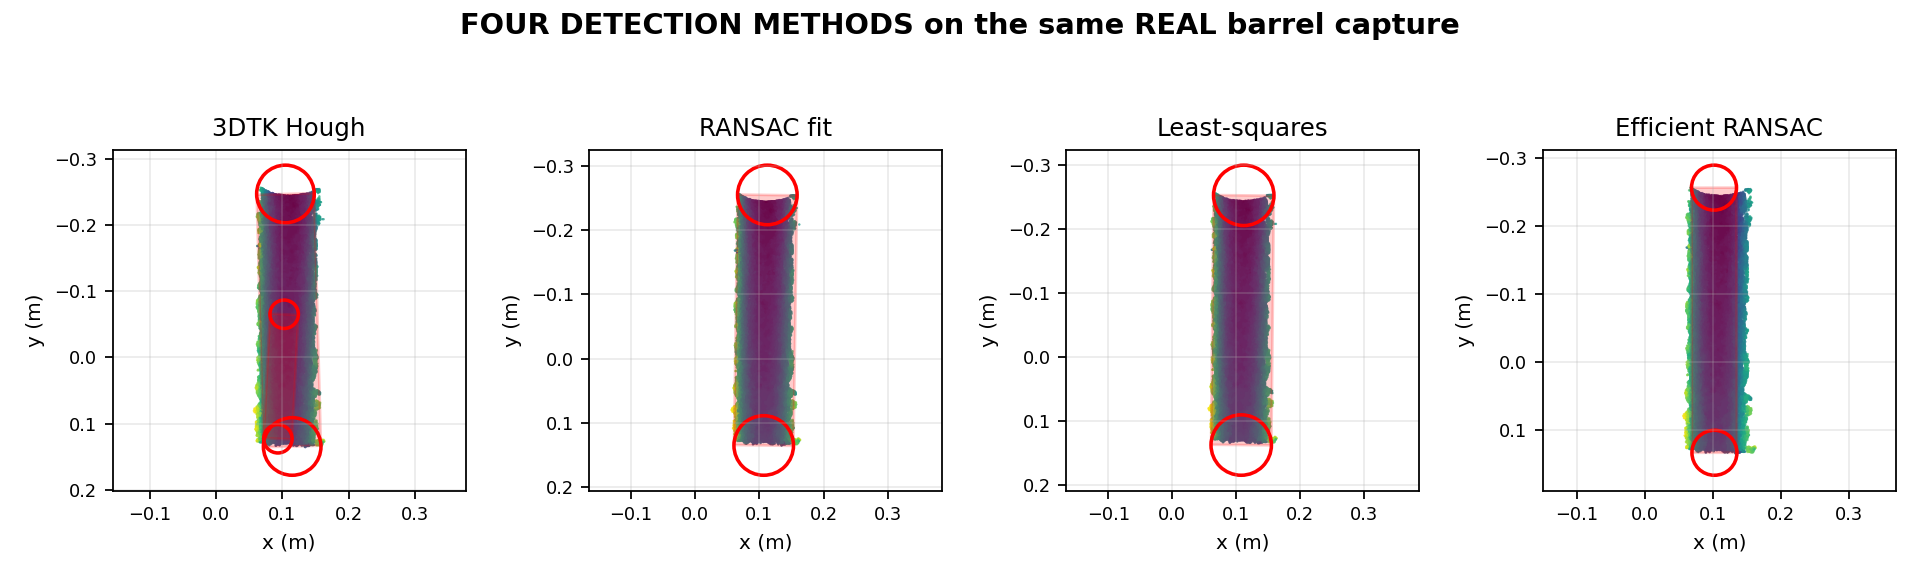 FOUR DETECTION METHODS on the same REAL barrel capture
3DTK Hough
−0.3
−0.2
−0.1
0.0
0.1
0.2
y (m)
−0.1 0.0 0.1 0.2 0.3
x (m)
RANSAC fit
−0.3
−0.2
−0.1
0.0
0.1
0.2
y (m)
−0.1 0.0 0.1 0.2 0.3
x (m)
Least-squares
−0.3
−0.2
−0.1
0.0
0.1
0.2
y (m)
−0.1 0.0 0.1 0.2 0.3
x (m)
Efficient RANSAC
−0.3
−0.2
−0.1
0.0
0.1
y (m)
−0.1 0.0 0.1 0.2 0.3
x (m)